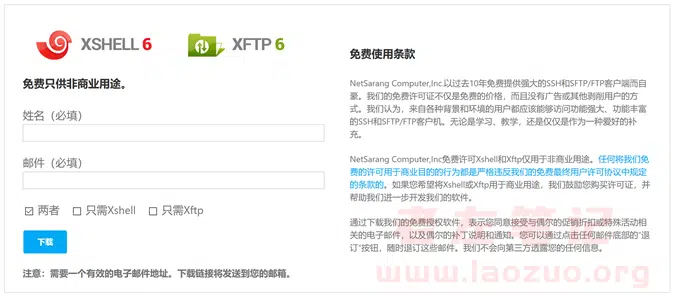 XSHELL 6
XFTP 6
免费只供非商业用途。
姓名（必填）
邮件（必填）
两者
只需Xshell
只需Xftp
下载
注意：需要一个有效的电子邮件地址。下载链接将发送到您的邮箱。
免费使用条款
NetSarang Computer,Inc.以过去10年免费提供强大的SSH和SFTP/FTP客户端而自
豪。我们的免费许可证不仅是免费的价格，而且没有广告或其他剥削用户的方
式。我们认为，来自各种背景和环境的用户都应该能够访问功能强大、功能丰富
的SSH和SFTP/FTP客户机。无论是学习、教学，还是仅仅是作为一种爱好的补
充。
NetSarang Computer,Inc免费许可Xshell和Xftp仅用于非商业用途。任何将我们免
费的许可用于商业目的的行为都是严格违反我们的免费最终用户许可协议中规定
的条款的。如果您希望将Xshell或Xftp用于商业用途，我们鼓励您购买许可证，并
帮助我们进一步开发我们的软件。
通过下载我们的免费授权软件，表示您同意接受与偶尔的促销折扣或特殊活动相
关的电子邮件，以及偶尔的补丁说明和通知。您可以通过点击任何邮件底部的"退
订"按钮，随时退订这些邮件。我们不会向第三方透露您的任何信息。
老左笔记
www.laozuo.org